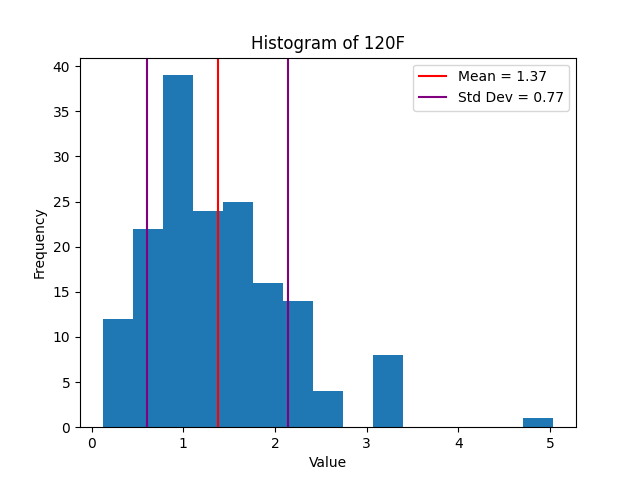 Histogram of 120F
Mean = 1.37
Std Dev = 0.77
Frequency
40
35
30
25
20
15
10
5
0
0 1 2 3 4 5
Value